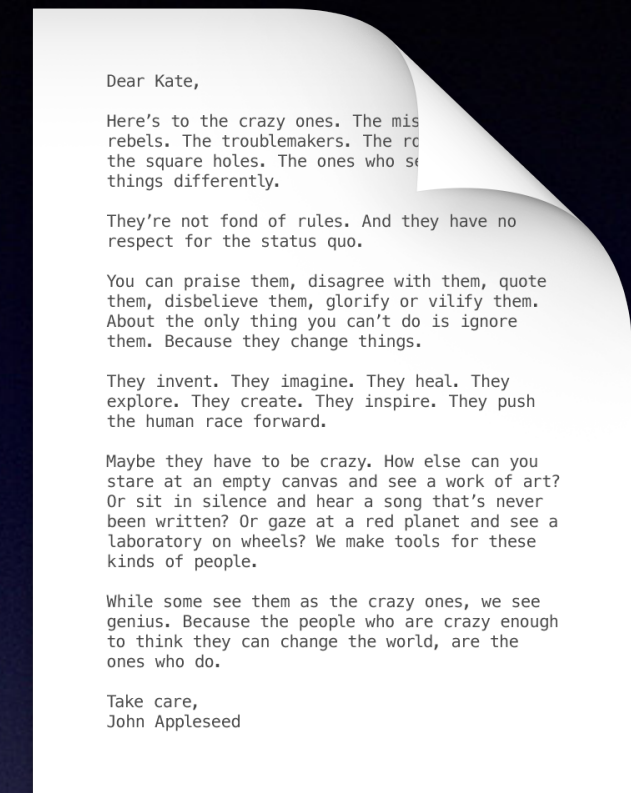 Dear Kate,
Here’s to the crazy ones. The
rebels. The troublemakers. The
the square holes. The ones who
things differently.
They’re not fond of rules. And they have no
respect for the status quo.
You can praise them, disagree with them, quote
them, disbelieve them, glorify or vilify them.
About the only thing you can’t do is ignore
them. Because they change things.
They invent. They imagine. They heal. They
explore. They create. They inspire. They push
the human race forward.
Maybe they have to be crazy. How else can you
stare at an empty canvas and see a work of art?
Or sit in silence and hear a song that’s never
been written? Or gaze at a red planet and see a
laboratory on wheels? We make tools for these
kinds of people.
While some see them as the crazy ones, we see
genius. Because the people who are crazy enough
to think they can change the world, are the
ones who do.
Take care,
John Appleseed